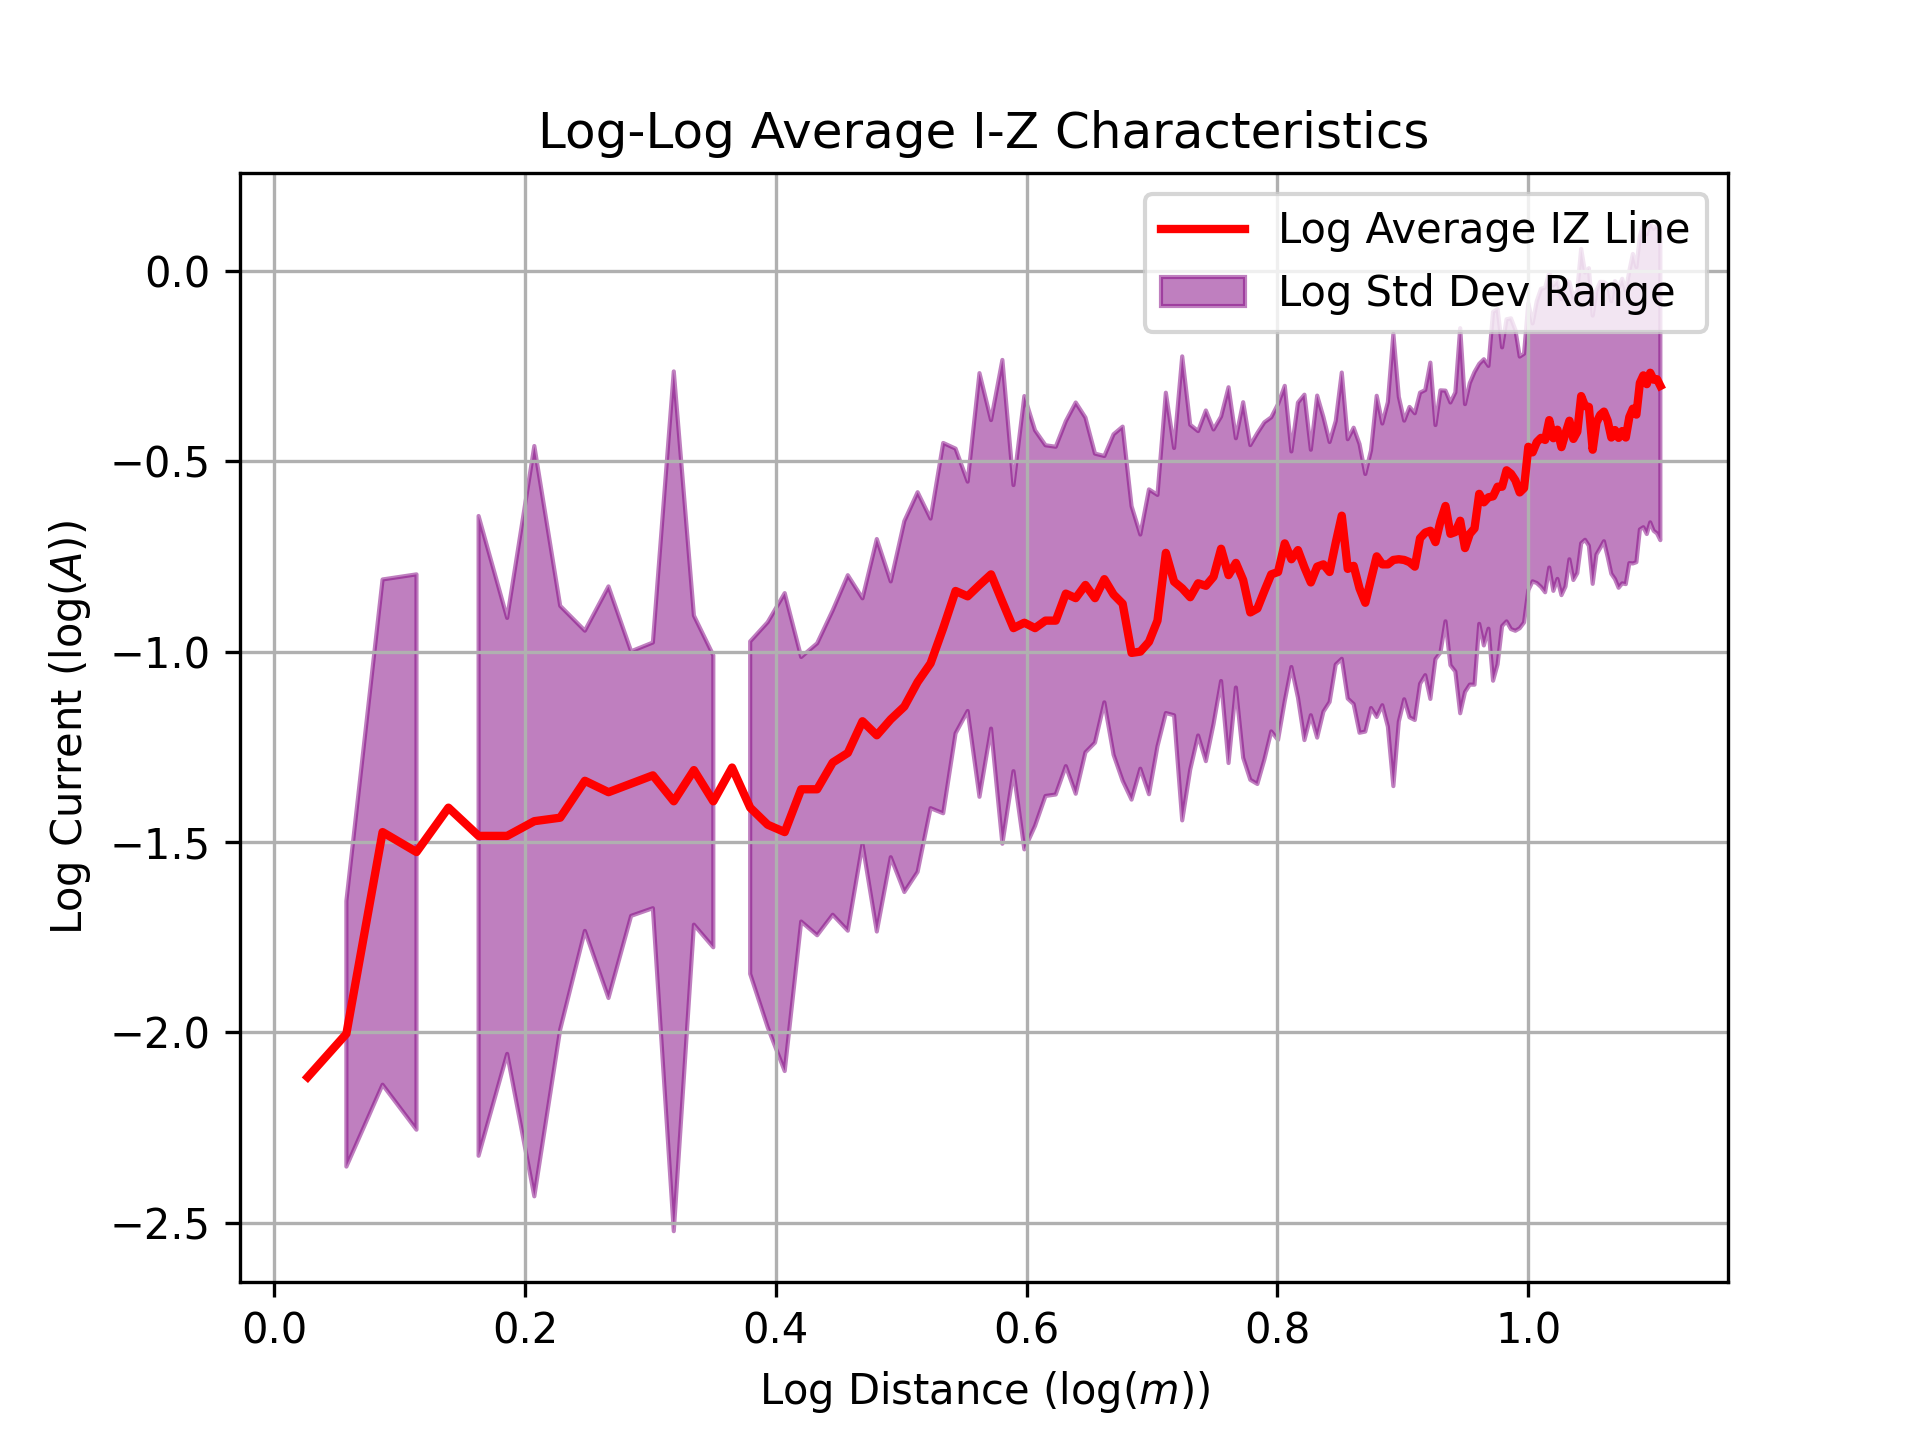 Log-Log Average I-Z Characteristics
Log Average IZ Line
Log Std Dev Range
0.0
−0.5
−1.0
−1.5
−2.0
−2.5
Log Current (log(A))
0.0 0.2 0.4 0.6 0.8 1.0
Log Distance (log(m))